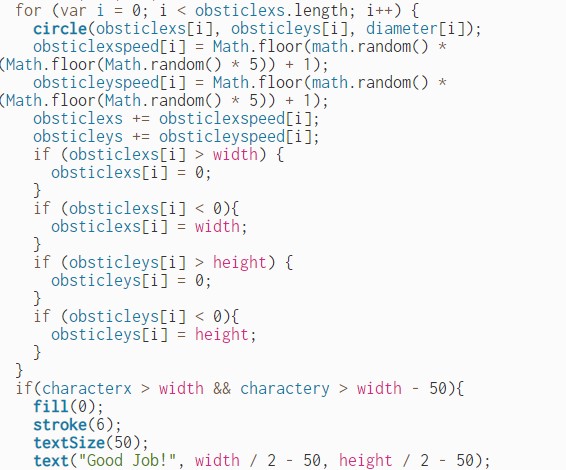 for (var i = 0; i < obsticlexs.length; i++) {
circle(obsticlexs[i], obsticleys[i], diameter[i]);
obsticlexspeed[i] = Math.floor(math.random() *
(Math.floor(Math.random() * 5)) + 1);
obsticleyspeed[i] = Math.floor(math.random() *
(Math.floor(Math.random() * 5)) + 1);
obsticlexs += obsticlexspeed[i];
obsticleys += obsticleyspeed[i];
if (obsticlexs[i] > width) {
obsticlexs[i] = 0;
}
if (obsticlexs[i] < 0){
obsticlexs[i] = width;
}
if (obsticleys[i] > height) {
obsticleys[i] = 0;
}
if (obsticleys[i] < 0){
obsticleys[i] = height;
}
}
if(characterx > width && charactery > width - 50){
fill(0);
stroke(6);
textSize(50);
text("Good Job!", width / 2 - 50, height / 2 - 50);